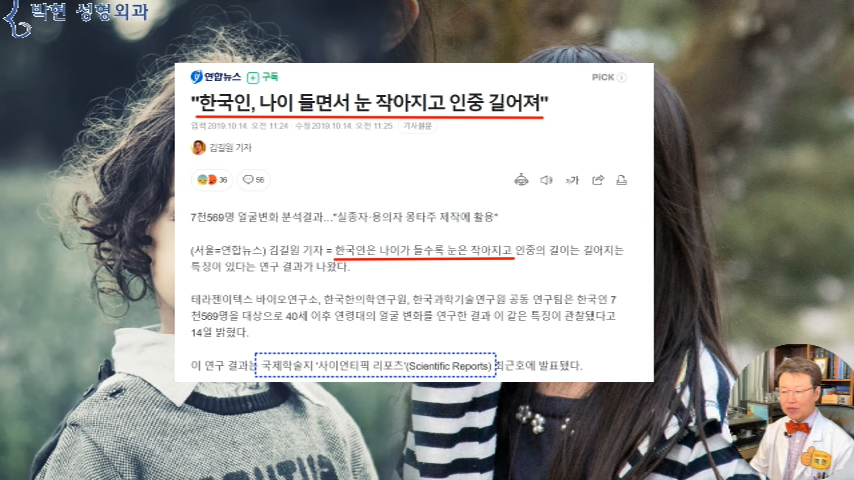 박현 성형외과
연합뉴스 + 구독
PiCK
"한국인, 나이 들면서 눈 작아지고 인중 길어져"
입력 2019.10.14. 오전 11:24 · 수정 2019.10.14. 오전 11:25 기사원문
김길원 기자
36 56
가
7천569명 얼굴변화 분석결과…"실종자·용의자 몽타주 제작에 활용"
(서울=연합뉴스) 김길원 기자 = 한국인은 나이가 들수록 눈은 작아지고 인중의 길이는 길어지는
특징이 있다는 연구 결과가 나왔다.
테라젠이텍스 바이오연구소, 한국한의학연구원, 한국과학기술연구원 공동 연구팀은 한국인 7
천569명을 대상으로 40세 이후 연령대의 얼굴 변화를 연구한 결과 이 같은 특징이 관찰됐다고
14일 밝혔다.
이 연구 결과는 국제학술지 '사이언티픽 리포츠'(Scientific Reports) 최근호에 발표됐다.